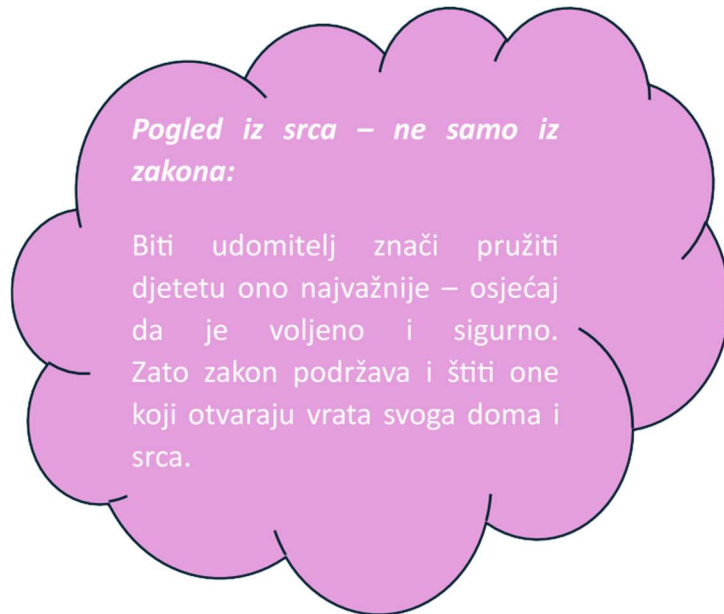 Pogled iz srca – ne samo iz
zakona:
Biti udomitelj znači pružiti
djetetu ono najvažnije – osjećaj
da je voljeno i sigurno.
Zato zakon podržava i štiti one
koji otvaraju vrata svoga doma i
srca.